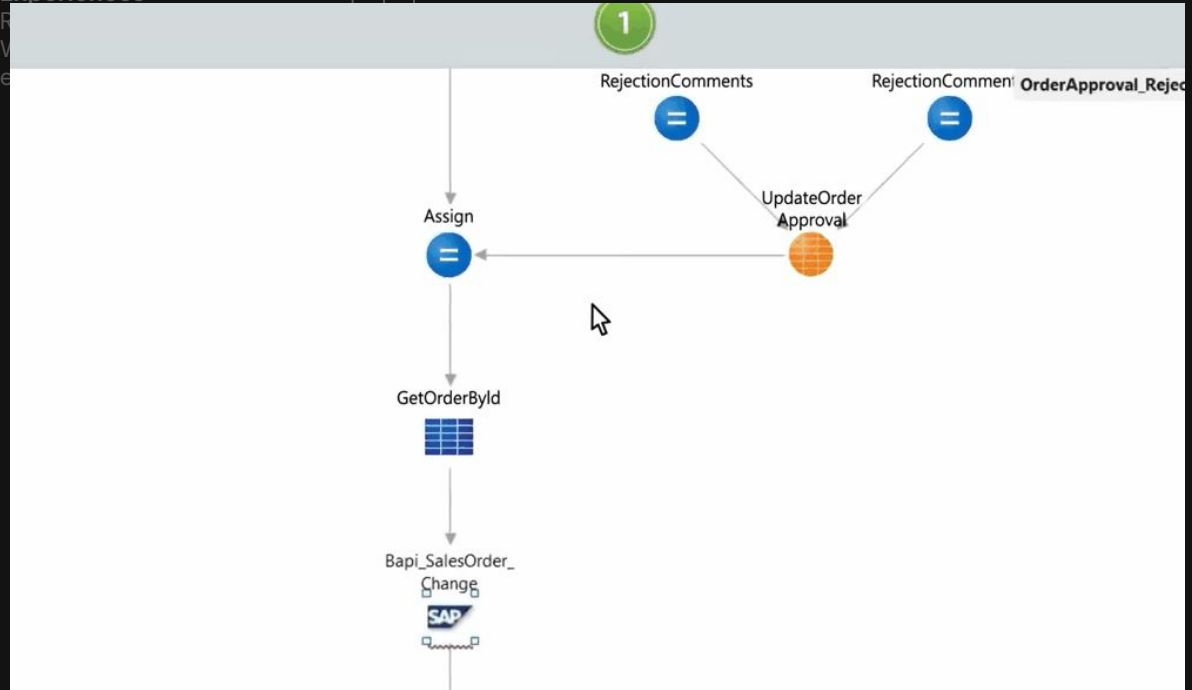 1
RejectionComments
RejectionComment
OrderApproval_Rejec
UpdateOrder
Approval
Assign
GetOrderById
Bapi_SalesOrder_
Change
SAP